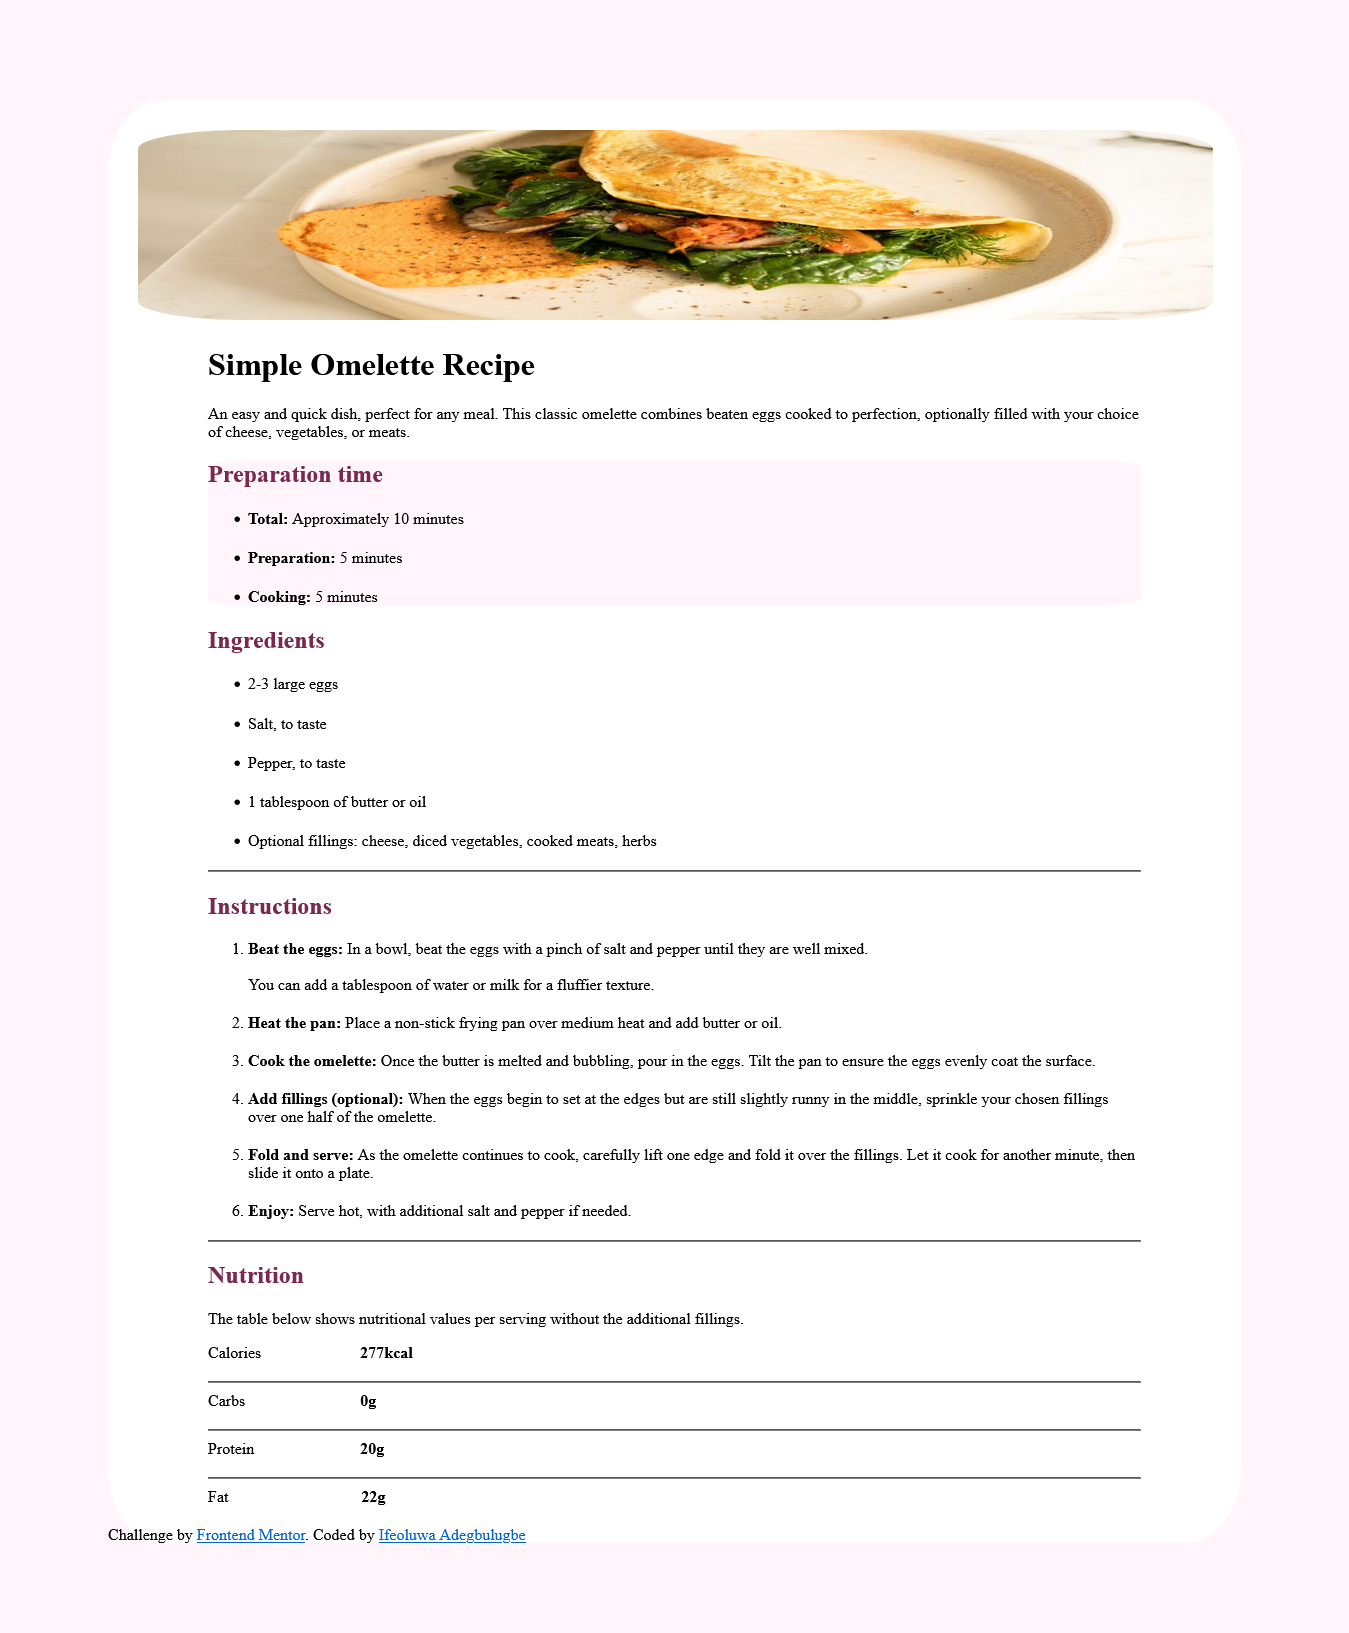 Simple Omelette Recipe
An easy and quick dish, perfect for any meal. This classic omelette combines beaten eggs cooked to perfection, optionally filled with your choice
of cheese, vegetables, or meats.
Preparation time
• Total: Approximately 10 minutes
• Preparation: 5 minutes
• Cooking: 5 minutes
Ingredients
• 2-3 large eggs
• Salt, to taste
• Pepper, to taste
• 1 tablespoon of butter or oil
• Optional fillings: cheese, diced vegetables, cooked meats, herbs
Instructions
1. Beat the eggs: In a bowl, beat the eggs with a pinch of salt and pepper until they are well mixed.
You can add a tablespoon of water or milk for a fluffier texture.
2. Heat the pan: Place a non-stick frying pan over medium heat and add butter or oil.
3. Cook the omelette: Once the butter is melted and bubbling, pour in the eggs. Tilt the pan to ensure the eggs evenly coat the surface.
4. Add fillings (optional): When the eggs begin to set at the edges but are still slightly runny in the middle, sprinkle your chosen fillings
over one half of the omelette.
5. Fold and serve: As the omelette continues to cook, carefully lift one edge and fold it over the fillings. Let it cook for another minute, then
slide it onto a plate.
6. Enjoy: Serve hot, with additional salt and pepper if needed.
Nutrition
The table below shows nutritional values per serving without the additional fillings.
Calories 277kcal
Carbs 0g
Protein 20g
Fat 22g
Challenge by Frontend Mentor. Coded by Ifeoluwa Adegbulugbe